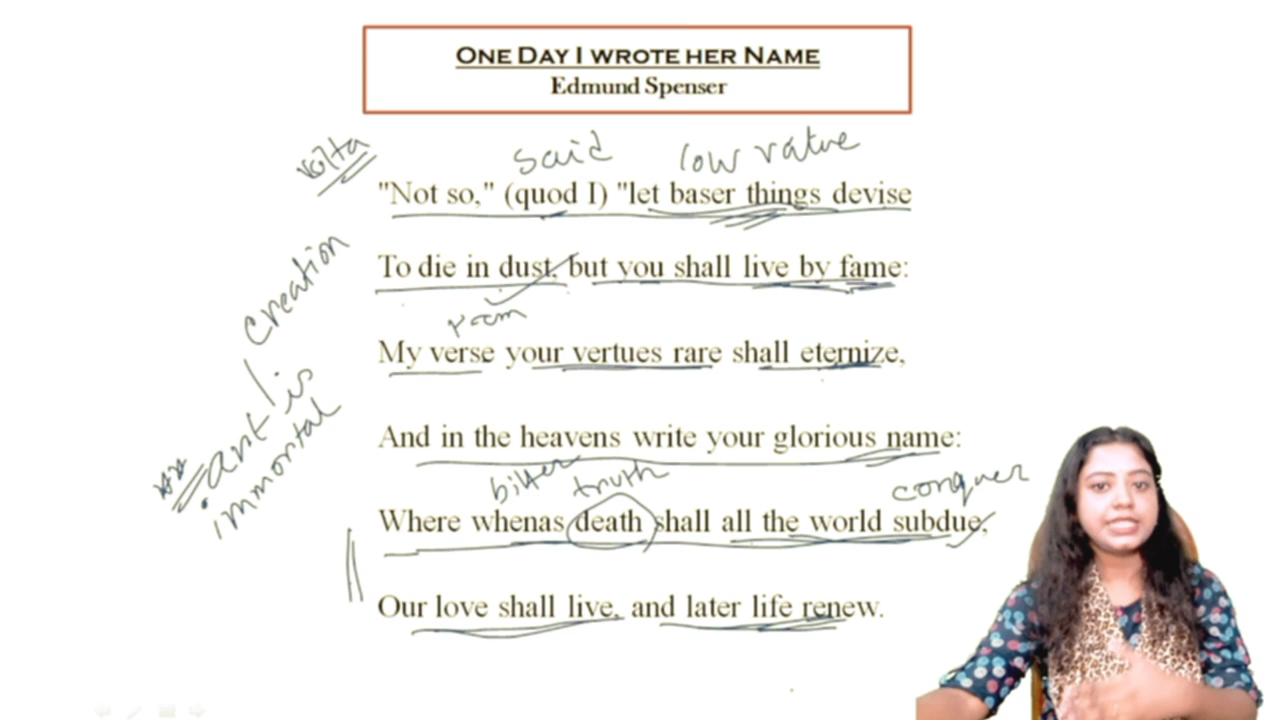 ONE DAY I WROTE HER NAME
Edmund Spenser
volta
said low value
"Not so," (quod I) "let baser things devise
To die in dust, but you shall live by fame:
poem
My verse your vertues rare shall eternize,
creation
art is
immortal
And in the heavens write your glorious name:
bitter truth conquer
Where whenas death shall all the world subdue,
Our love shall live, and later life renew.